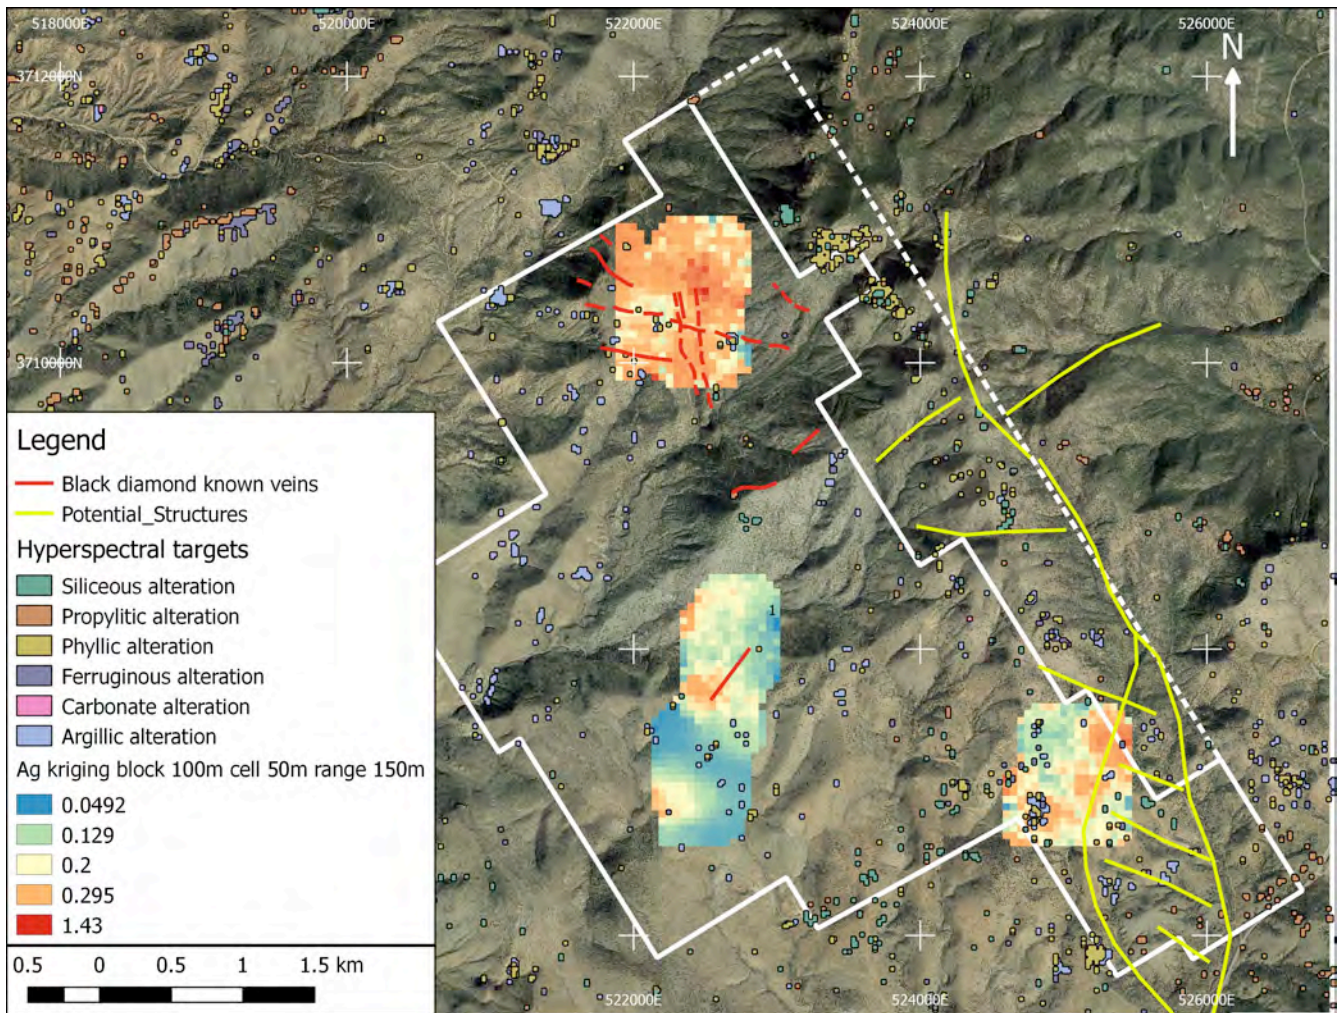 518000E 520000E 522000E 524000E 526000E
N
3712000N
3710000N
1
Legend
Black diamond known veins
Potential_Structures
Hyperspectral targets
Siliceous alteration
Propylitic alteration
Phyllic alteration
Ferruginous alteration
Carbonate alteration
Argillic alteration
Ag kriging block 100m cell 50m range 150m
0.0492
0.129
0.2
0.295
1.43
0.5 0 0.5 1 1.5 km
522000E 524000E 526000E